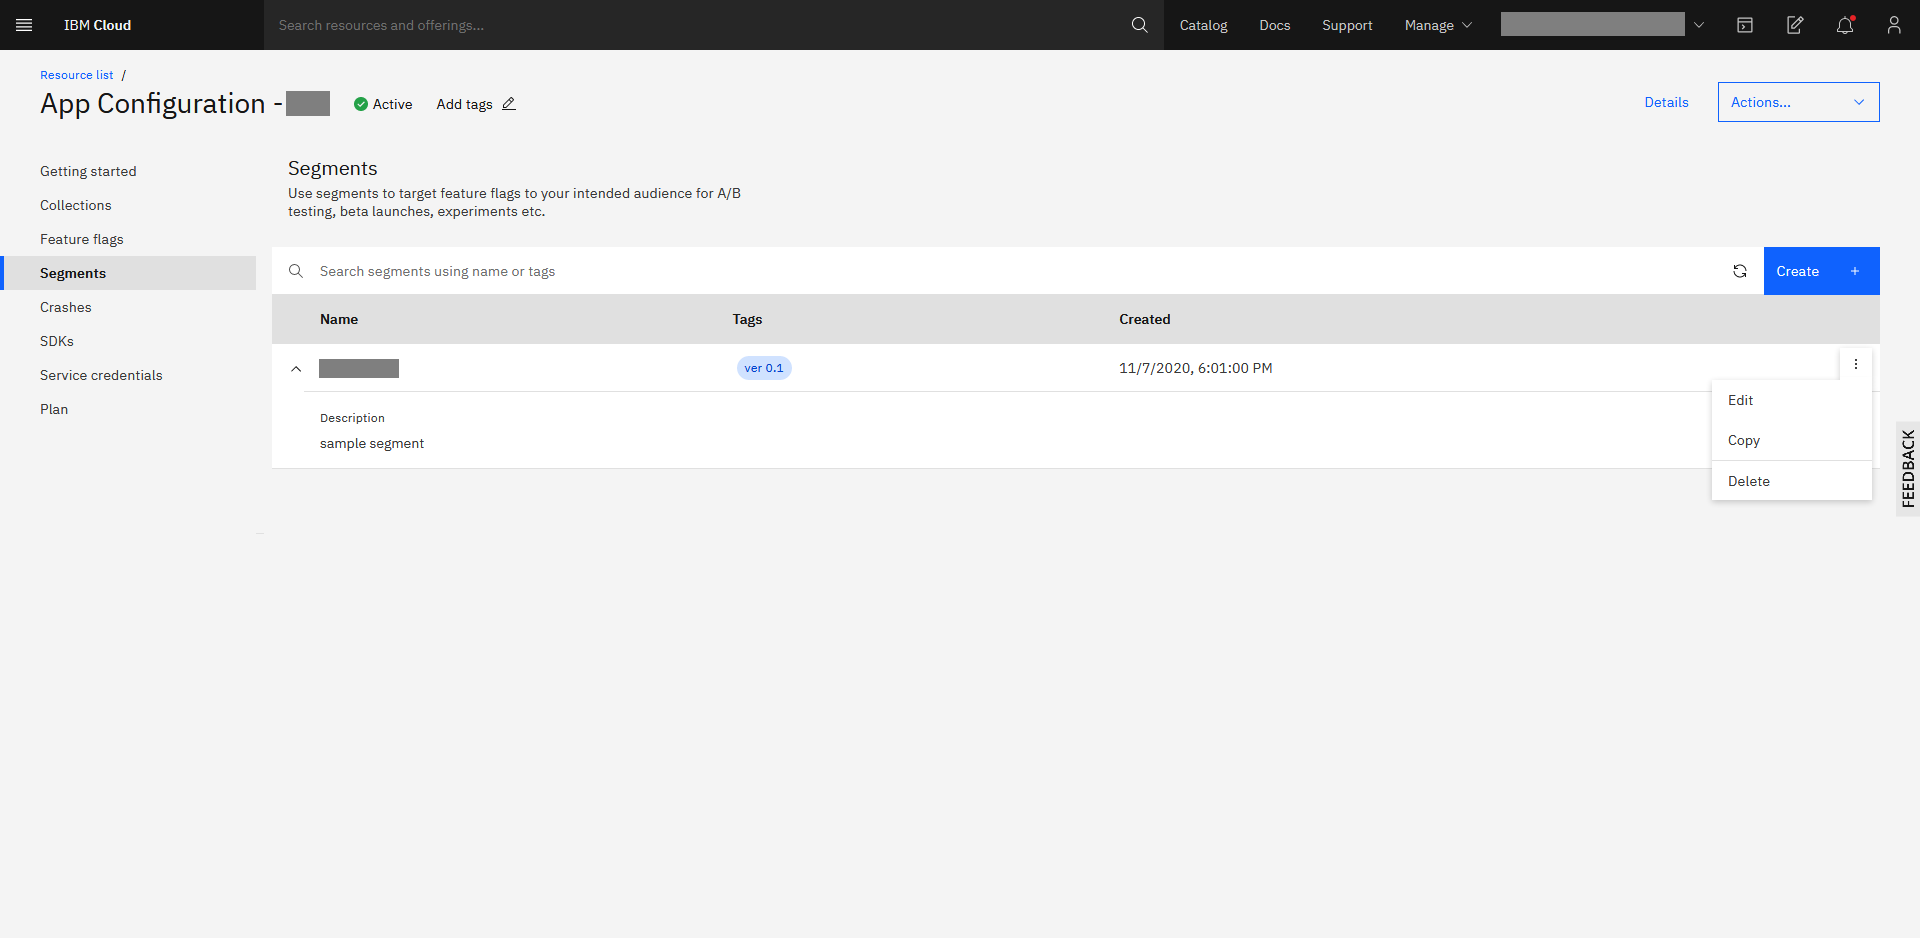 IBM Cloud
Search resources and offerings...
Catalog
Docs
Support
Manage
Resource list /
App Configuration -
Active
Add tags
Details
Actions...
Getting started
Collections
Feature flags
Segments
Crashes
SDKs
Service credentials
Plan
Segments
Use segments to target feature flags to your intended audience for A/B
testing, beta launches, experiments etc.
Search segments using name or tags
Create +
Name Tags Created
ver 0.1 11/7/2020, 6:01:00 PM
Description
sample segment
Edit
Copy
Delete
FEEDBACK